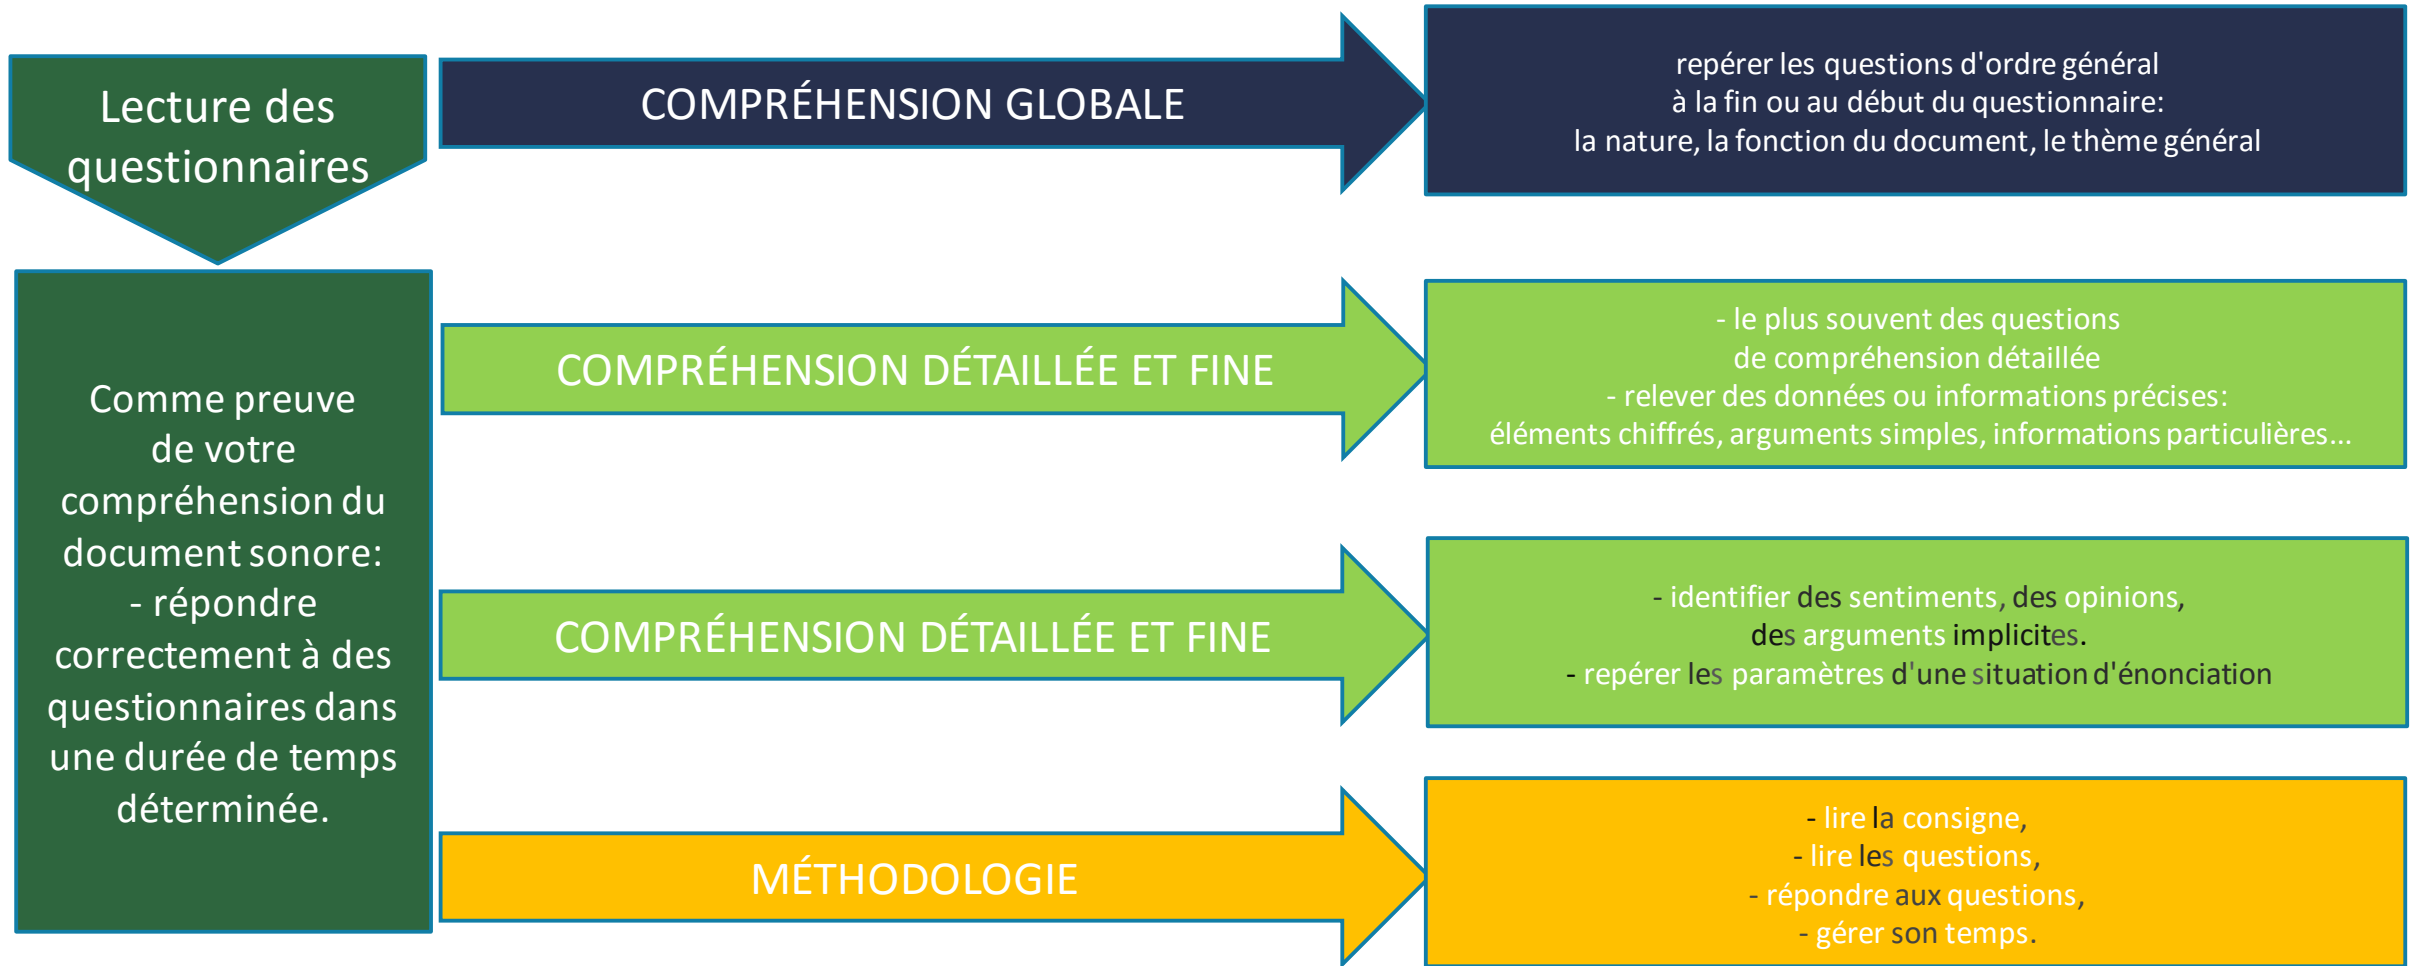 Lecture des
questionnaires
Comme preuve
de votre
compréhension du
document sonore:
- répondre
correctement à des
questionnaires dans
une durée de temps
déterminée.
COMPRÉHENSION GLOBALE
repérer les questions d'ordre général
à la fin ou au début du questionnaire:
la nature, la fonction du document, le thème général
COMPRÉHENSION DÉTAILLÉE ET FINE
- le plus souvent des questions
de compréhension détaillée
- relever des données ou informations précises:
éléments chiffrés, arguments simples, informations particulières...
COMPRÉHENSION DÉTAILLÉE ET FINE
- identifier des sentiments, des opinions,
des arguments implicites.
- repérer les paramètres d'une situation d'énonciation
MÉTHODOLOGIE
- lire la consigne,
- lire les questions,
- répondre aux questions,
- gérer son temps.